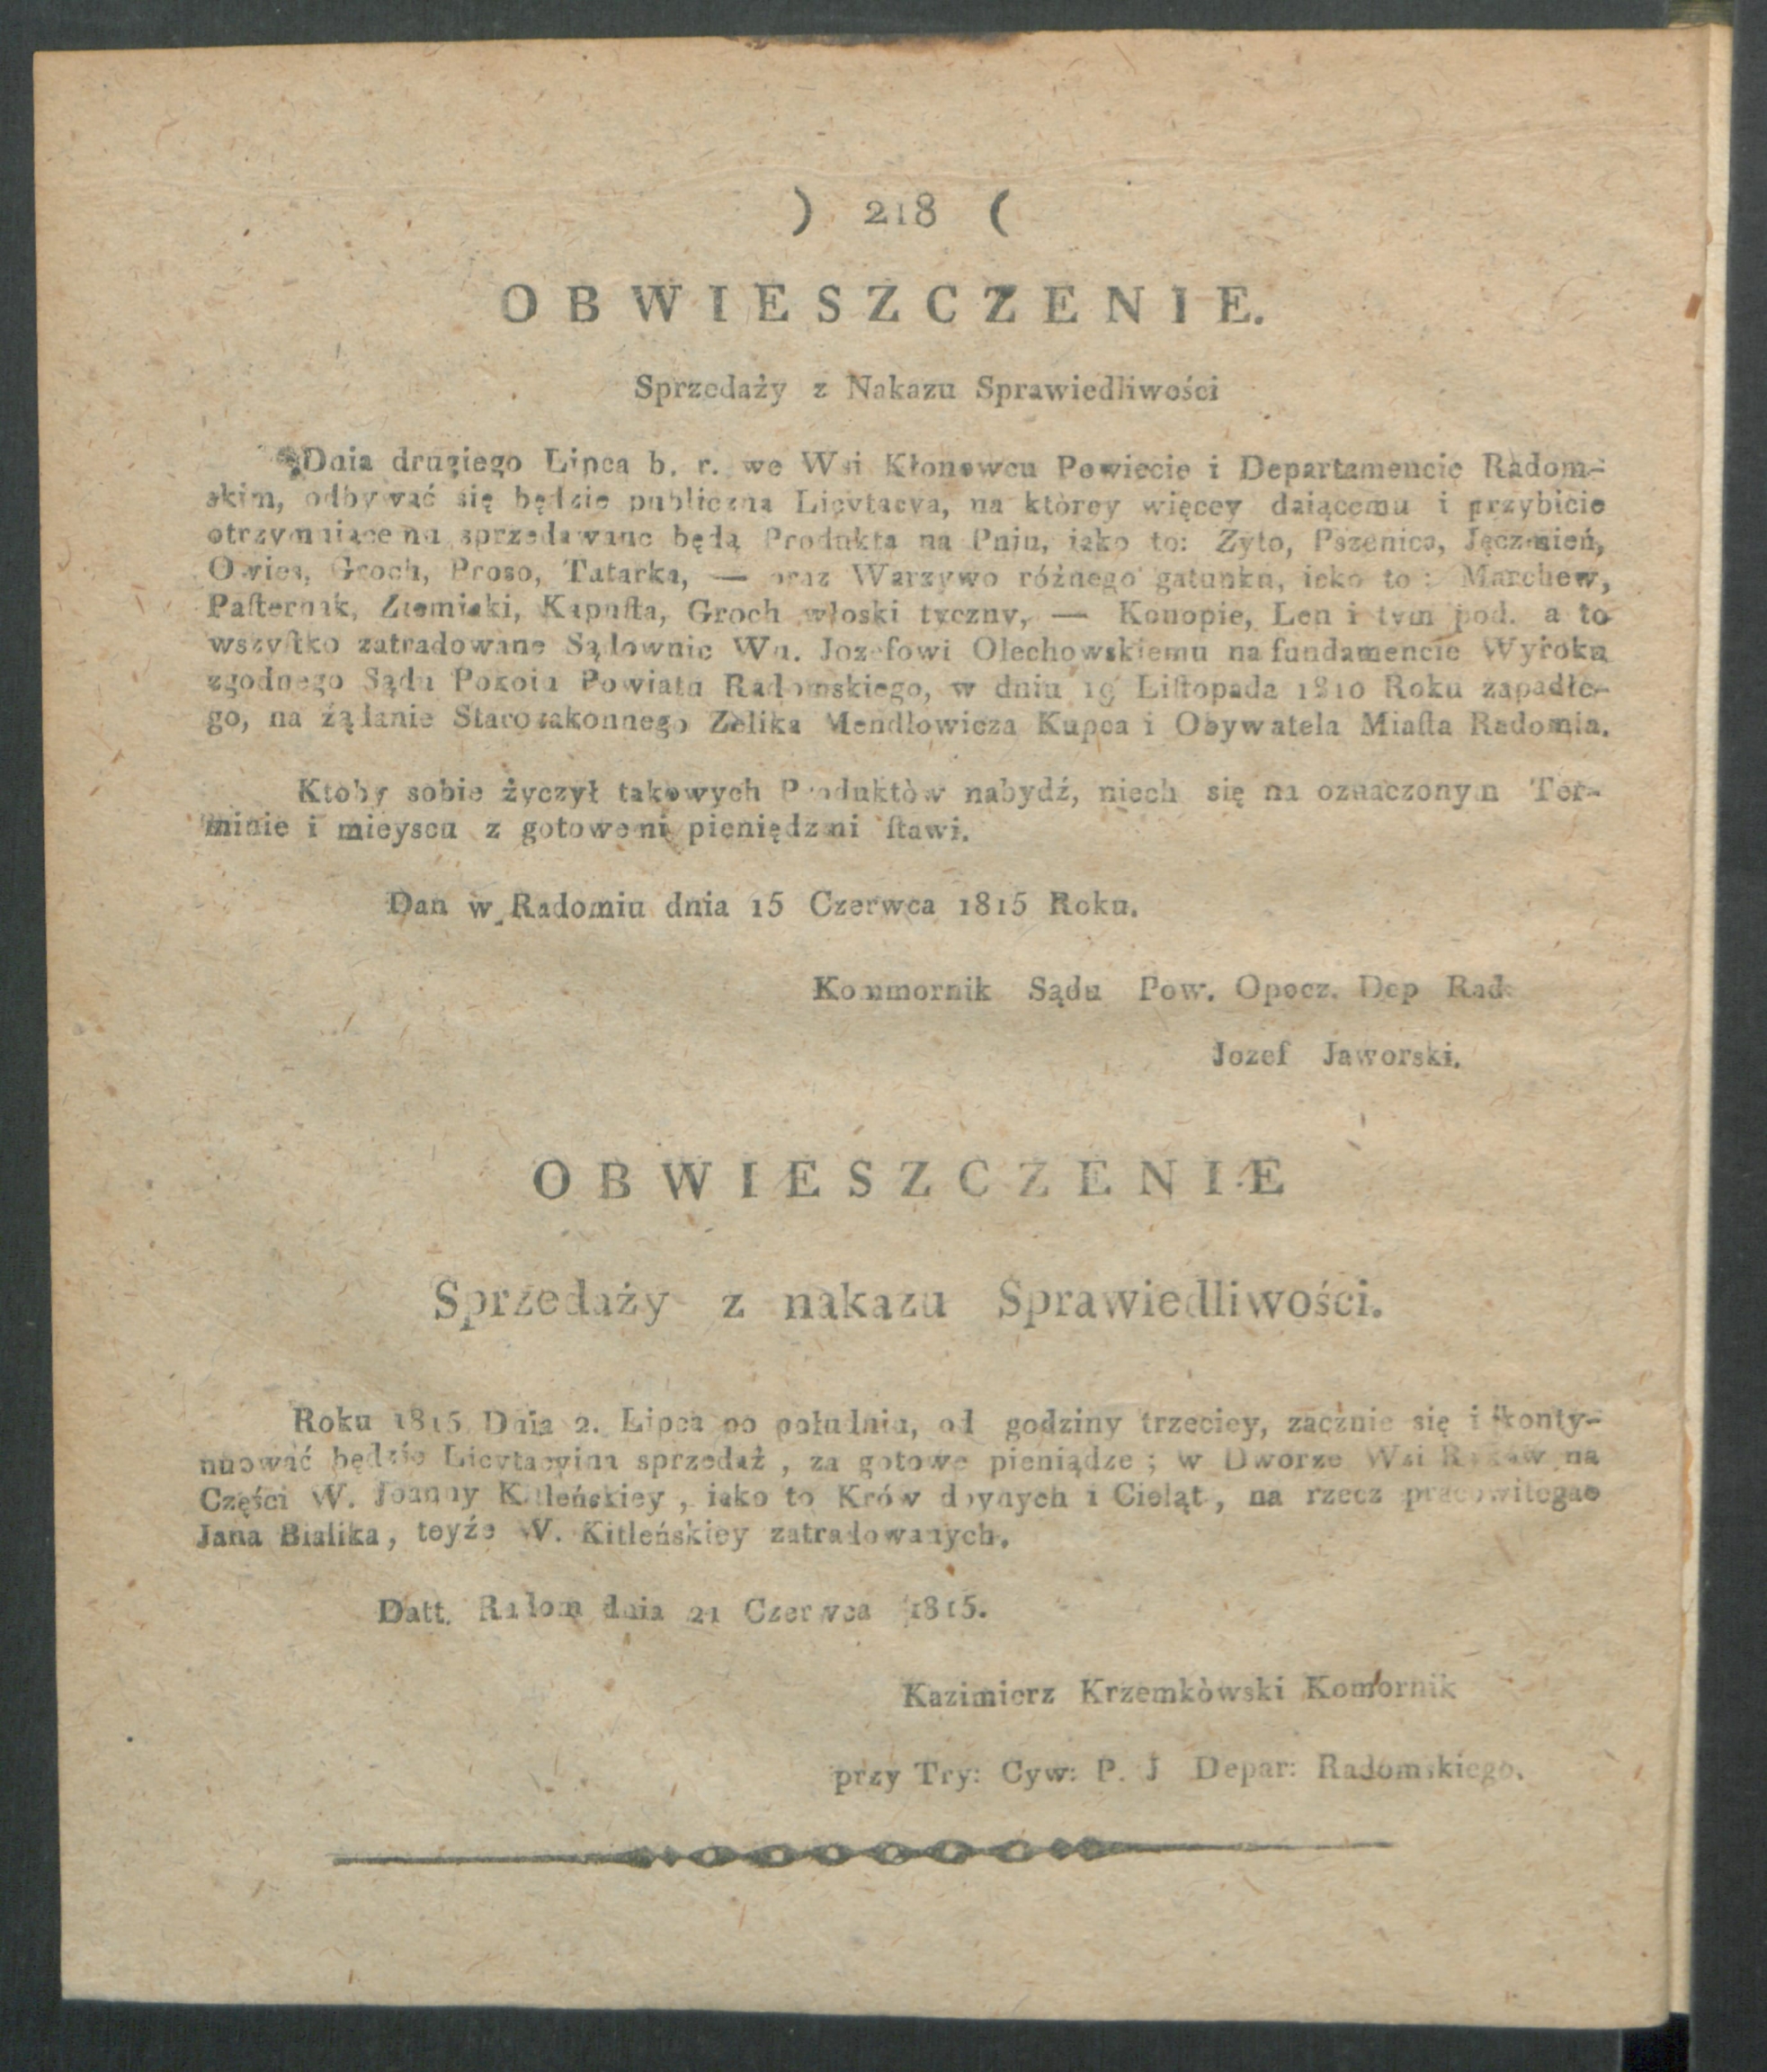 ) 218 (
OBWIESZCZENIE.
Sprzedaży z Nakazu Sprawiedliwości
Dnia drugiego Lipca b. r. we Wsi Kłonowcu Powiecie i Departamencie Radom-
skim, odbywać się będzie publiczna Licytacya, na któréy więcey daiącemu i przybicie
otrzymuiącemu sprzedawane będą Produkta na Pniu, iako to: Zyto, Pszenica, Jęczmień,
Owies, Groch, Proso, Tatarka, — oraz Warzywo różnego gatunku, iako to: Marchew,
Paſternak, Ziemiaki, Kapuſta, Groch włoski tyczny, — Konopie, Len i tym pod. a to
wszyſtko zatradowane Sądownie Wu. Jozefowi Olechowskiemu na fundamencie Wyroku
zgodnego Sądu Pokoiu Powiatu Radomskiego, w dniu 19 Liſtopada 1810 Roku zapadłe-
go, na żądanie Starozakonnego Zelika Mendlowicza Kupca i Obywatela Miaſta Radomia.
Ktoby sobie życzył takowych Produktòw nabydź, niech się na oznaczonym Ter-
minie i mieyscu z gotowemi pieniędzmi ſtawi.
Dan w Radomiu dnia 15 Czerwca 1815 Roku.
Kommornik Sądu Pow. Opocz. Dep Rad.
Jozef Jaworski.
OBWIESZCZENIE
Sprzedaży z nakazu Sprawiedliwości.
Roku 1815 Dnia 2. Lipca po południu, od godziny trzeciey, zacznie się i konty-
nuować będzie Licytacyina sprzedaż, za gotowe pieniądze; w Dworze Wsi na
Części W. Joanny Kitleńskiey, iako to Krów doynych i Cieląt, na rzecz pracowitegao
Jana Bialika, teyże W. Kitleńskiey zatradowanych.
Datt. Radom dnia 21 Czerwca 1815.
Kazimierz Krzemkòwski Komornik
przy Try: Cyw: P. J Depar: Radomskiego.